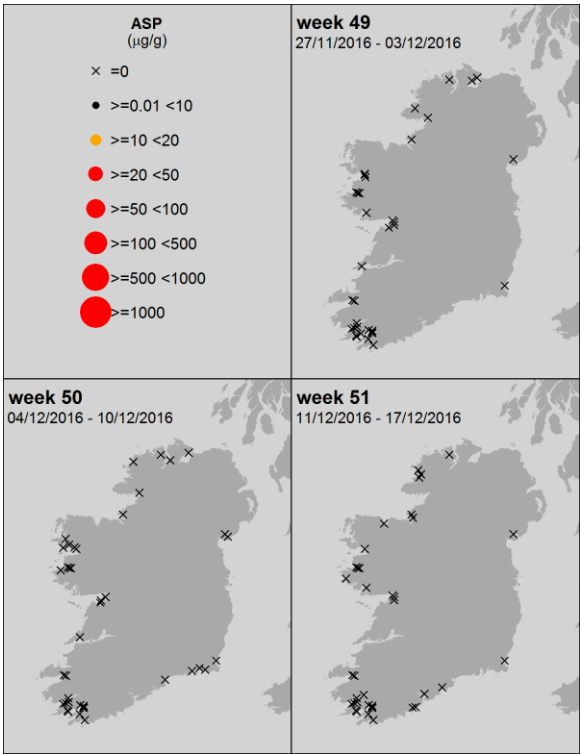 ASP
(µg/g)
=0
>=0.01 <10
>=10 <20
>=20 <50
>=50 <100
>=100 <500
>=500 <1000
>=1000
week 49
27/11/2016 - 03/12/2016
week 50
04/12/2016 - 10/12/2016
week 51
11/12/2016 - 17/12/2016